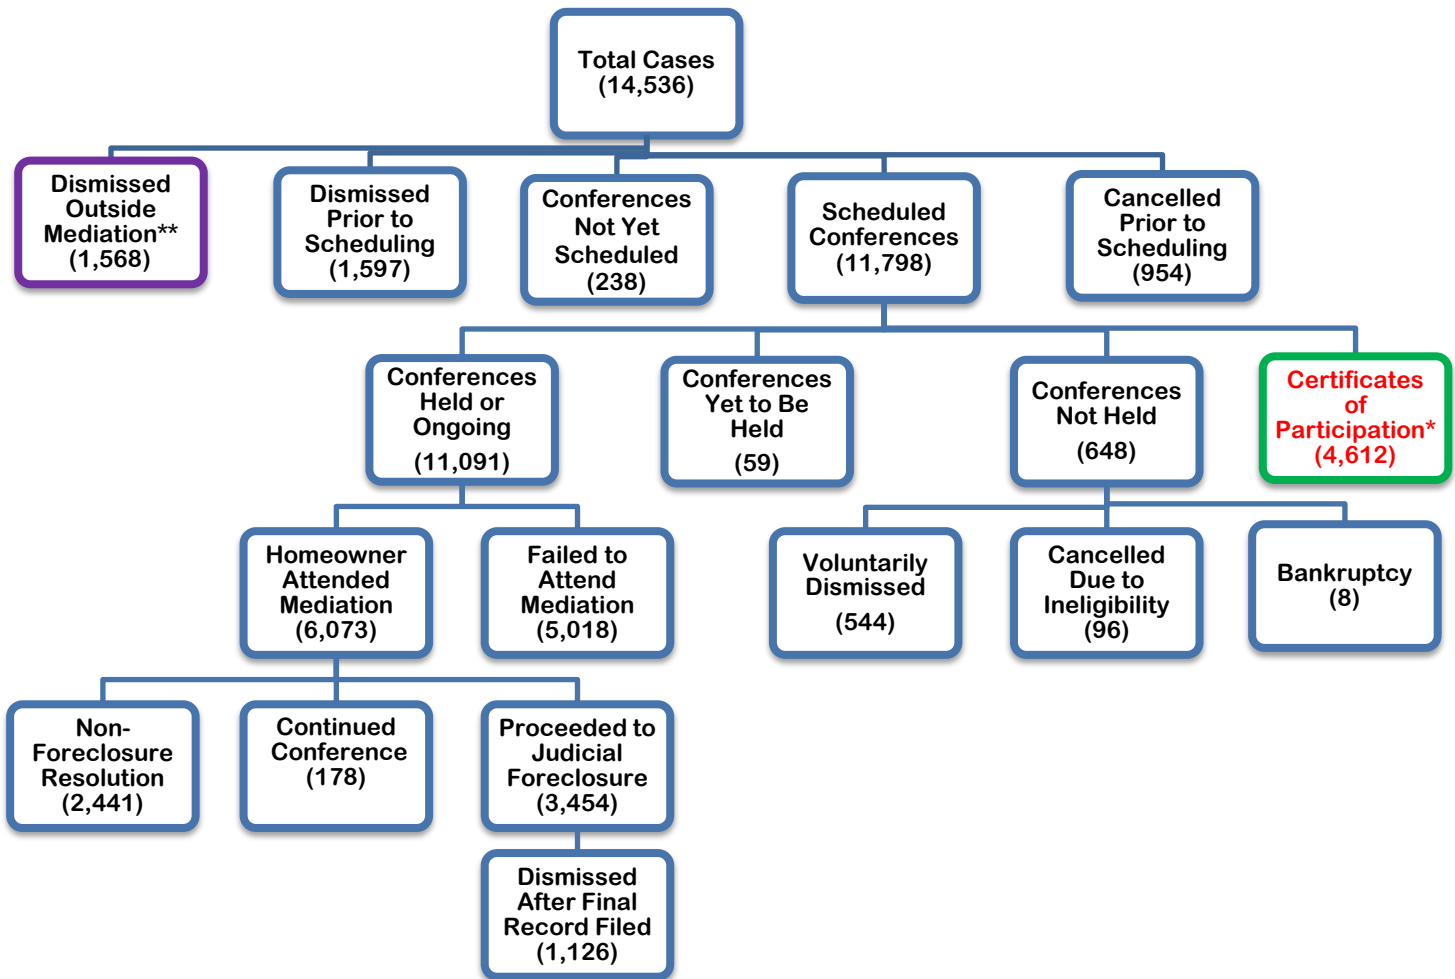 Total Cases
(14,536)
Dismissed
Outside
Mediation**
(1,568)
Dismissed
Prior to
Scheduling
(1,597)
Conferences
Not Yet
Scheduled
(238)
Scheduled
Conferences
(11,798)
Cancelled
Prior to
Scheduling
(954)
Conferences
Held or
Ongoing
(11,091)
Conferences
Yet to Be
Held
(59)
Conferences
Not Held
(648)
Certificates
of
Participation*
(4,612)
Homeowner
Attended
Mediation
(6,073)
Failed to
Attend
Mediation
(5,018)
Voluntarily
Dismissed
(544)
Cancelled
Due to
Ineligibility
(96)
Bankruptcy
(8)
Non-
Foreclosure
Resolution
(2,441)
Continued
Conference
(178)
Proceeded to
Judicial
Foreclosure
(3,454)
Dismissed
After Final
Record Filed
(1,126)